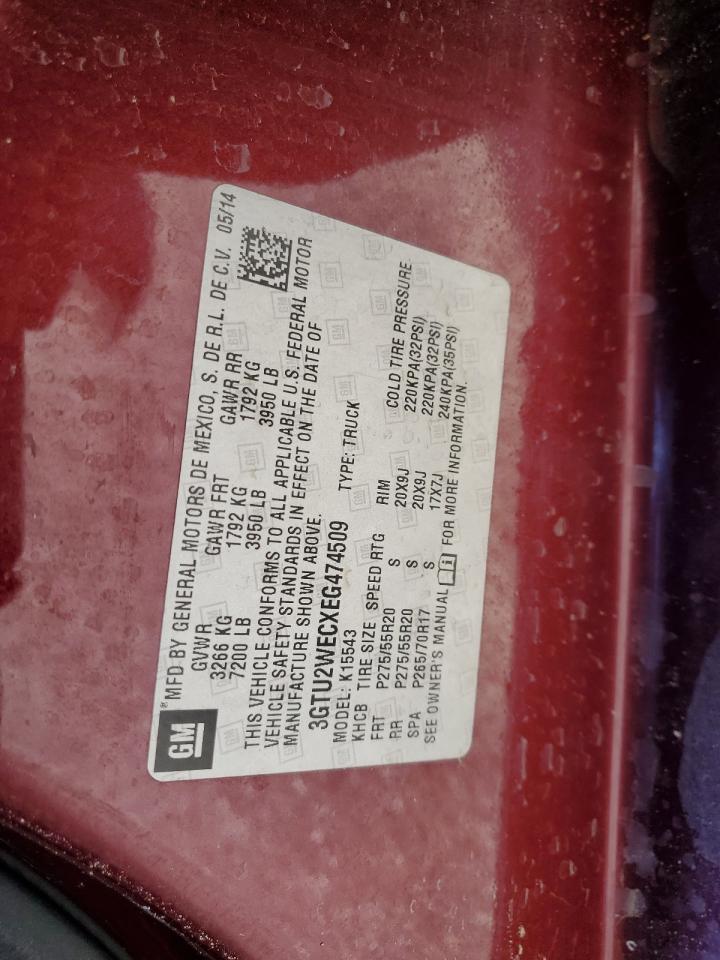 GM
® MFD BY GENERAL MOTORS DE MEXICO, S. DE R.L. DE C.V. 05/14
GVWR GAWR FRT GAWR RR
3266 KG 1792 KG 1792 KG
7200 LB 3950 LB 3950 LB
THIS VEHICLE CONFORMS TO ALL APPLICABLE U.S. FEDERAL MOTOR
VEHICLE SAFETY STANDARDS IN EFFECT ON THE DATE OF
MANUFACTURE SHOWN ABOVE.
3GTU2WECXEG474509 TYPE: TRUCK
MODEL: K15543
KHCB TIRE SIZE SPEED RTG RIM COLD TIRE PRESSURE
FRT P275/55R20 S 20X9J 220KPA(32PSI)
RR P275/55R20 S 20X9J 220KPA(32PSI)
SPA P265/70R17 S 17X7J 240KPA(35PSI)
SEE OWNER'S MANUAL i FOR MORE INFORMATION.